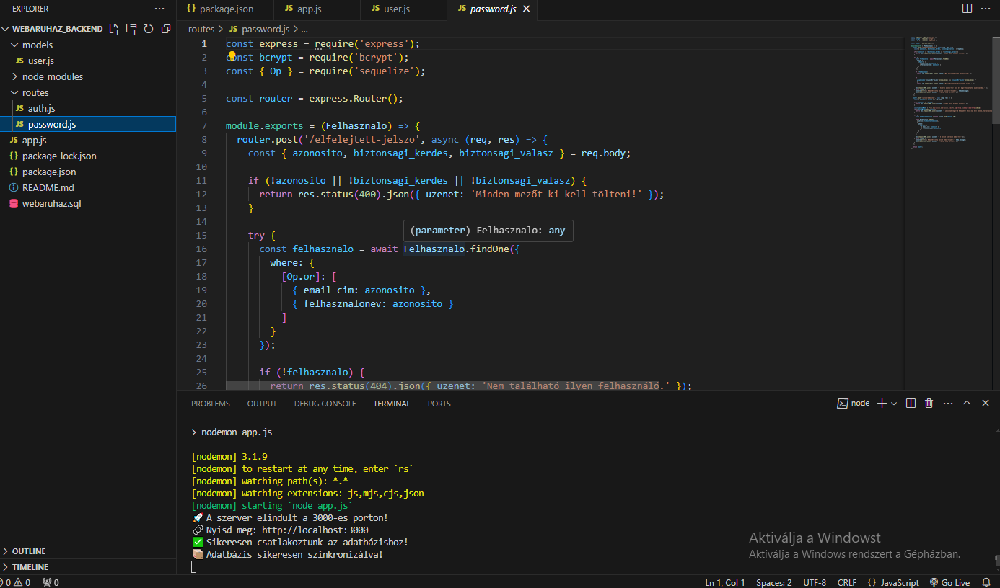 EXPLORER
WEBARUHAZ_BACKEND
models
JS user.js
node_modules
routes
JS auth.js
JS password.js
JS app.js
{} package-lock.json
{} package.json
README.md
webaruhaz.sql
OUTLINE
TIMELINE
{} package.json
JS app.js
JS user.js
JS password.js
routes > JS password.js > ...
1 const express = require('express');
2 const bcrypt = require('bcrypt');
3 const { Op } = require('sequelize');
4
5 const router = express.Router();
6
7 module.exports = (Felhasznalo) => {
8 router.post('/elfelejtett-jelszo', async (req, res) => {
9 const { azonosito, biztonsagi_kerdes, biztonsagi_valasz } = req.body;
10
11 if (!azonosito || !biztonsagi_kerdes || !biztonsagi_valasz) {
12 return res.status(400).json({ uzenet: 'Minden mezőt ki kell tölteni!' });
13 }
14
(parameter) Felhasznalo: any
15 try {
16 const felhasznalo = await Felhasznalo.findOne({
17 where: {
18 [Op.or]: [
19 { email_cim: azonosito },
20 { felhasznalonev: azonosito }
21 ]
22 }
23 });
24
25 if (!felhasznalo) {
26 return res.status(404).json({ uzenet: 'Nem található ilyen felhasználó.' });
PROBLEMS OUTPUT DEBUG CONSOLE TERMINAL PORTS
node
> nodemon app.js
[nodemon] 3.1.9
[nodemon] to restart at any time, enter `rs`
[nodemon] watching path(s): *.*
[nodemon] watching extensions: js,mjs,cjs,json
[nodemon] starting `node app.js`
🚀 A szerver elindult a 3000-es porton!
🔗 Nyisd meg: http://localhost:3000
✅ Sikeresen csatlakoztunk az adatbázishoz!
📦 Adatbázis sikeresen szinkronizálva!
Aktiválja a Windowst
Aktiválja a Windows rendszert a Gépházban.
0 0 0
Ln 1, Col 1 Spaces: 2 UTF-8 CRLF {} JavaScript Go Live